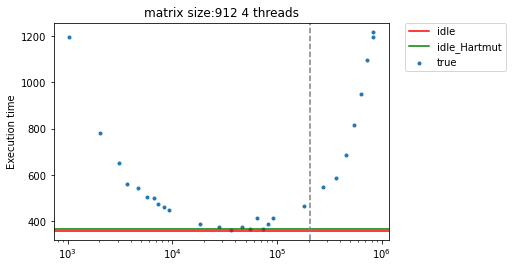 matrix size:912 4 threads
idle
idle_Hartmut
true
Execution time
1200
1000
800
600
400
10³ 10⁴ 10⁵ 10⁶